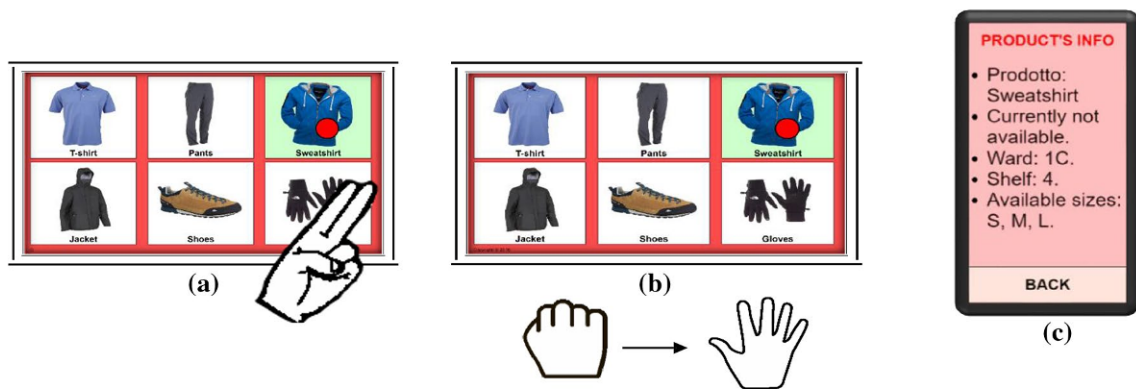 T-shirt
Pants
Sweatshirt
Jacket
Shoes
(a)
T-shirt
Pants
Sweatshirt
Jacket
Shoes
Gloves
(b)
PRODUCT'S INFO
• Prodotto:
Sweatshirt
• Currently not
available.
• Ward: 1C.
• Shelf: 4.
• Available sizes:
S, M, L.
BACK
(c)